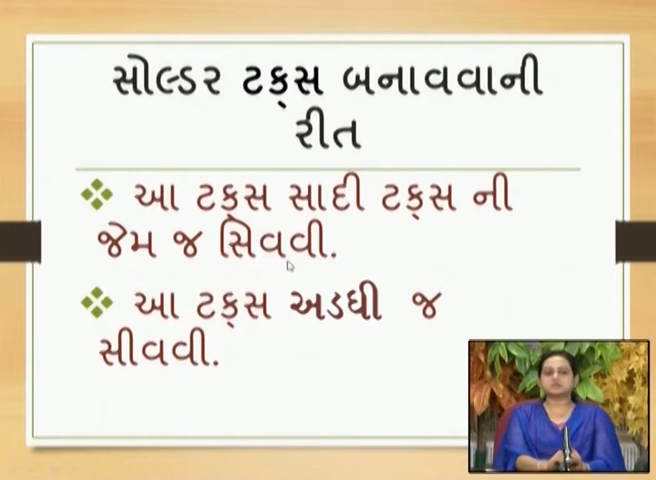 સોલ્ડર ટક્સ બનાવવાની
રીત
આ ટક્સ સાદી ટક્સ ની
જેમ જ સિવવી.
આ ટક્સ અડધી જ
સીવવી.